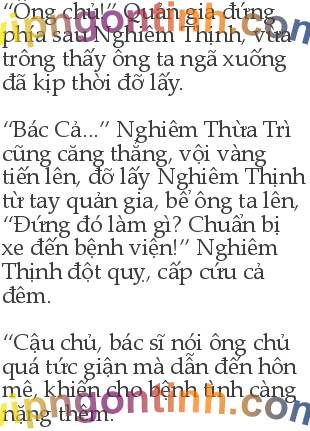 “Ông chủ!” Quản gia đứng
phía sau Nghiêm Thịnh, vừa
trông thấy ông ta ngã xuống
đã kịp thời đỡ lấy.
“Bác Cả...” Nghiêm Thừa Trì
cũng căng thẳng, vội vàng
tiến lên, đỡ lấy Nghiêm Thịnh
từ tay quản gia, bế ông ta lên,
“Đứng đó làm gì? Chuẩn bị
xe đến bệnh viện!” Nghiêm
Thịnh đột quỵ, cấp cứu cả
đêm.
“Cậu chủ, bác sĩ nói ông chủ
quá tức giận mà dẫn đến hôn
mê, khiến cho bệnh tình càng
nặng thêm.
vipngontinh.com
vipngontinh.com